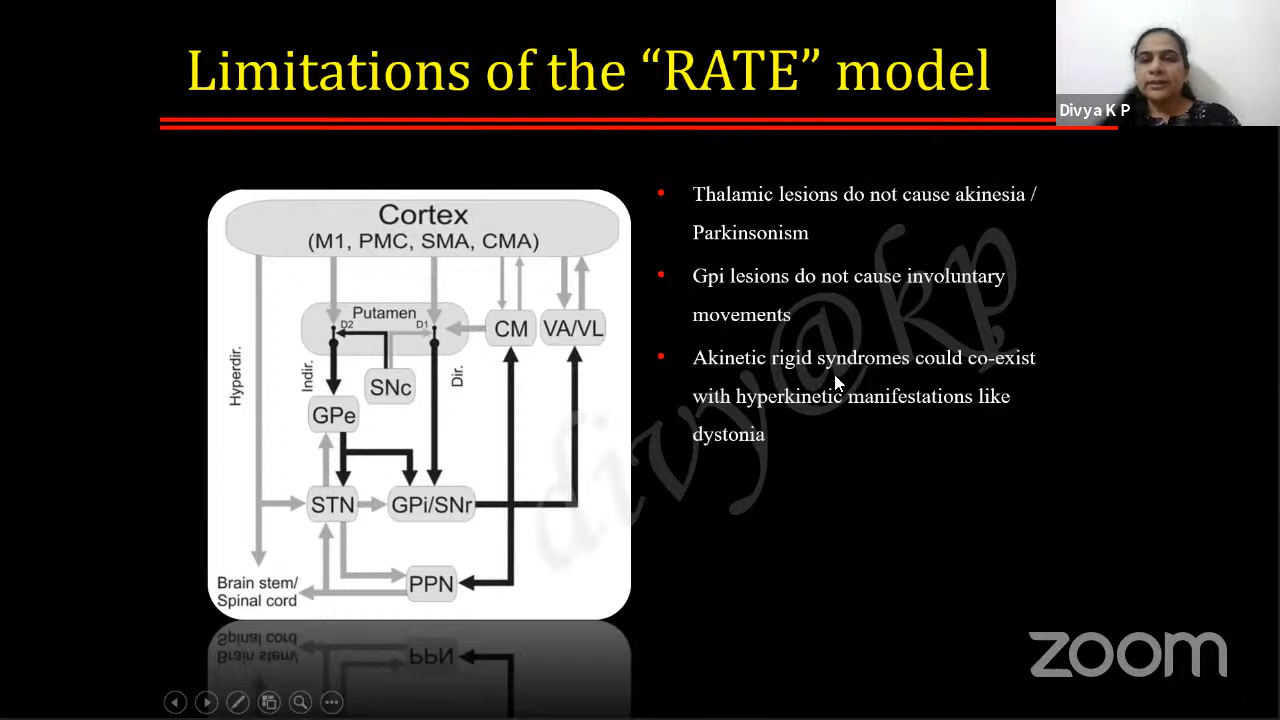 Limitations of the “RATE” model
Divya K P
Cortex
(M1, PMC, SMA, CMA)
Putamen
D2
D1
CM
VA/VL
Hyperdir.
Indir.
SNc
Dir.
GPe
STN
GPi/SNr
PPN
Brain stem/
Spinal cord
Thalamic lesions do not cause akinesia /
Parkinsonism
Gpi lesions do not cause involuntary
movements
Akinetic rigid syndromes could co-exist
with hyperkinetic manifestations like
dystonia
divy@kp
zoom